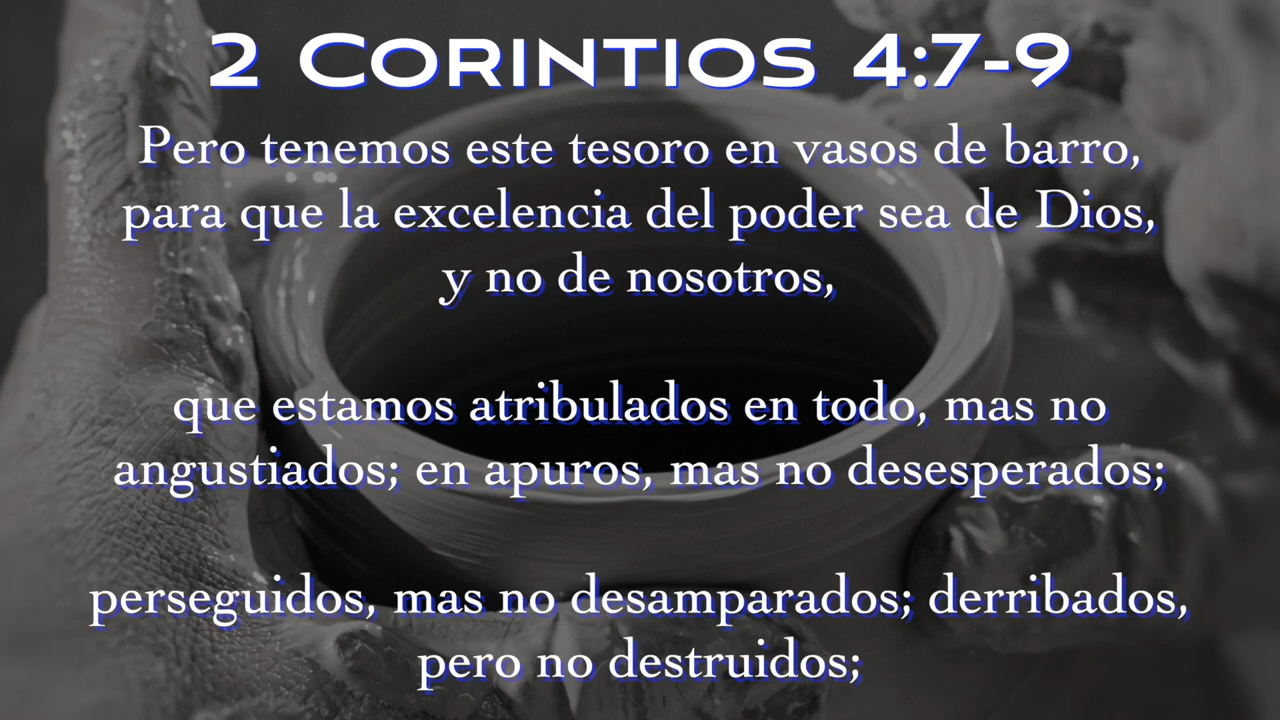 2 Corintios 4:7-9
Pero tenemos este tesoro en vasos de barro,
para que la excelencia del poder sea de Dios,
y no de nosotros,
que estamos atribulados en todo, mas no
angustiados; en apuros, mas no desesperados;
perseguidos, mas no desamparados; derribados,
pero no destruidos;